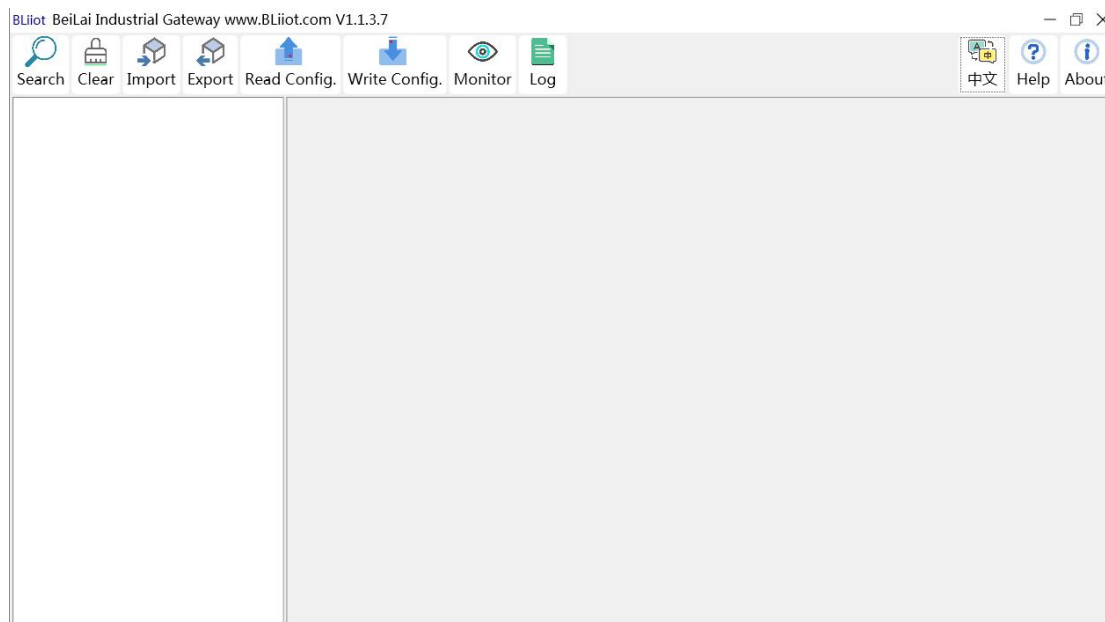 BLiiot BeiLai Industrial Gateway www.BLiiot.com V1.1.3.7
Search Clear Import Export Read Config. Write Config. Monitor Log 中文 Help About